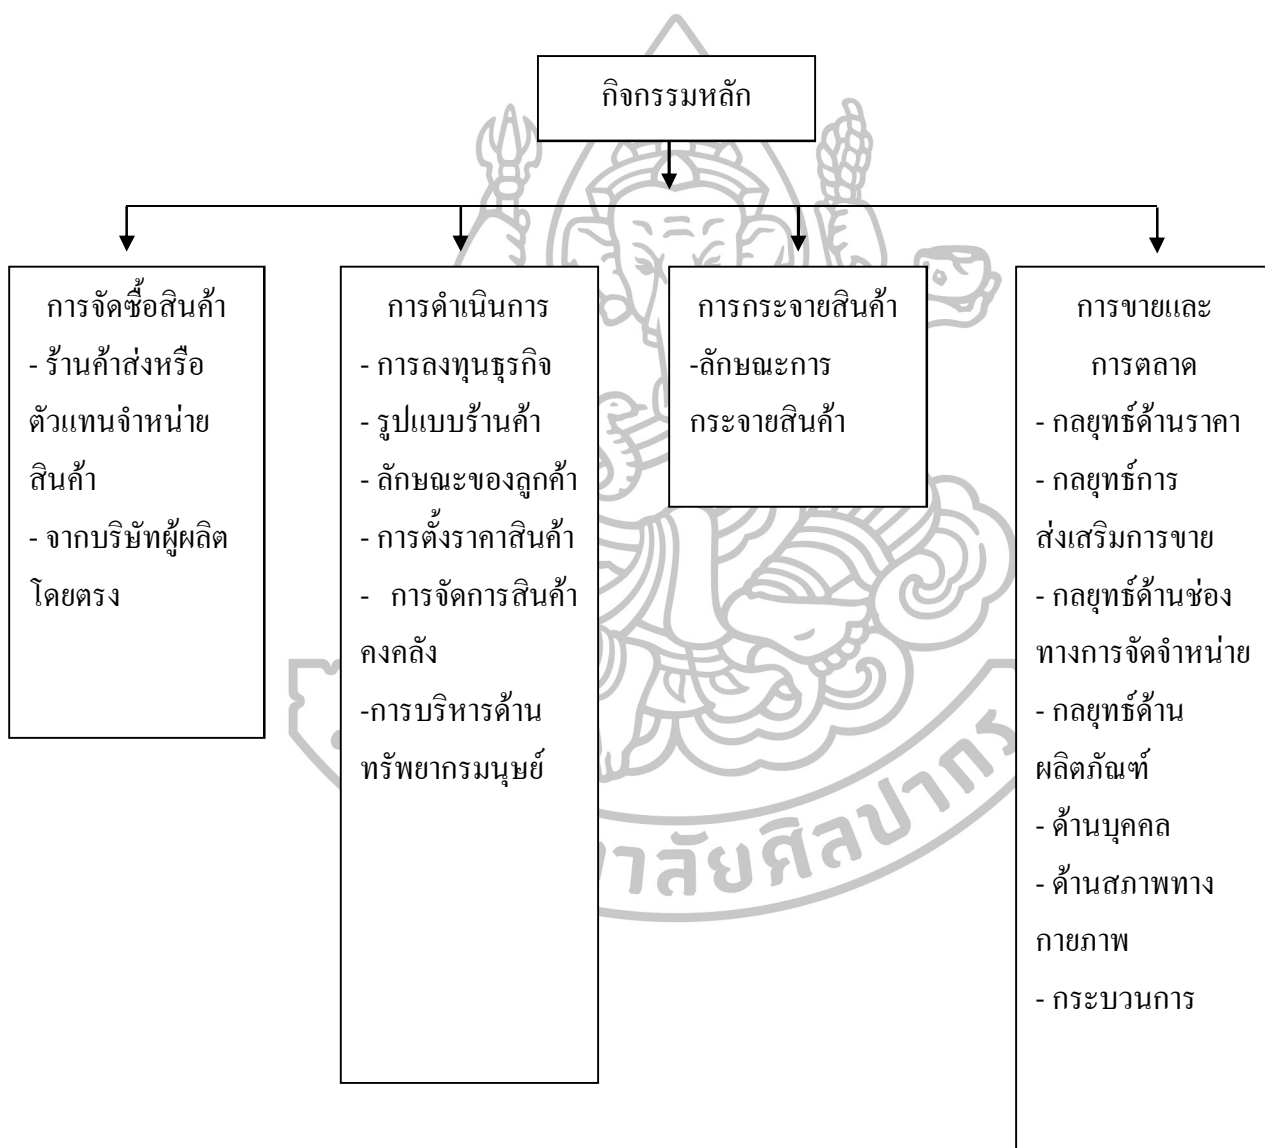 กิจกรรมหลัก
การจัดซื้อสินค้า
- ร้านค้าส่งหรือ
ตัวแทนจำหน่าย
สินค้า
- จากบริษัทผู้ผลิต
โดยตรง
การดำเนินการ
- การลงทุนธุรกิจ
- รูปแบบร้านค้า
- ลักษณะของลูกค้า
- การตั้งราคาสินค้า
- การจัดการสินค้า
คงคลัง
-การบริหารด้าน
ทรัพยากรมนุษย์
การกระจายสินค้า
-ลักษณะการ
กระจายสินค้า
การขายและ
การตลาด
- กลยุทธ์ด้านราคา
- กลยุทธ์การ
ส่งเสริมการขาย
- กลยุทธ์ด้านช่อง
ทางการจัดจำหน่าย
- กลยุทธ์ด้าน
ผลิตภัณฑ์
- ด้านบุคคล
- ด้านสภาพทาง
กายภาพ
- กระบวนการ
าลัยศิลปากร